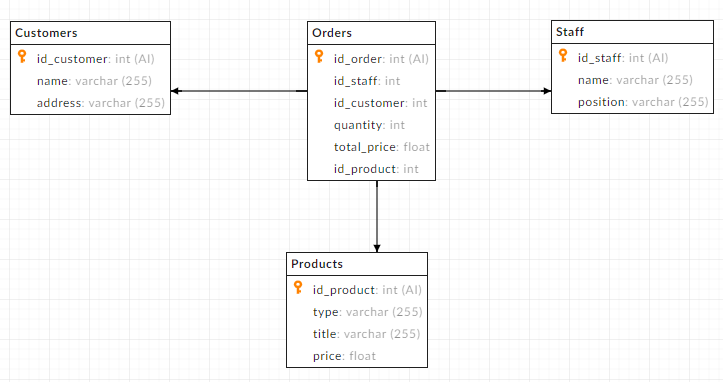 Customers
id_customer: int (AI)
name: varchar (255)
address: varchar (255)
Orders
id_order: int (AI)
id_staff: int
id_customer: int
quantity: int
total_price: float
id_product: int
Staff
id_staff: int (AI)
name: varchar (255)
position: varchar (255)
Products
id_product: int (AI)
type: varchar (255)
title: varchar (255)
price: float